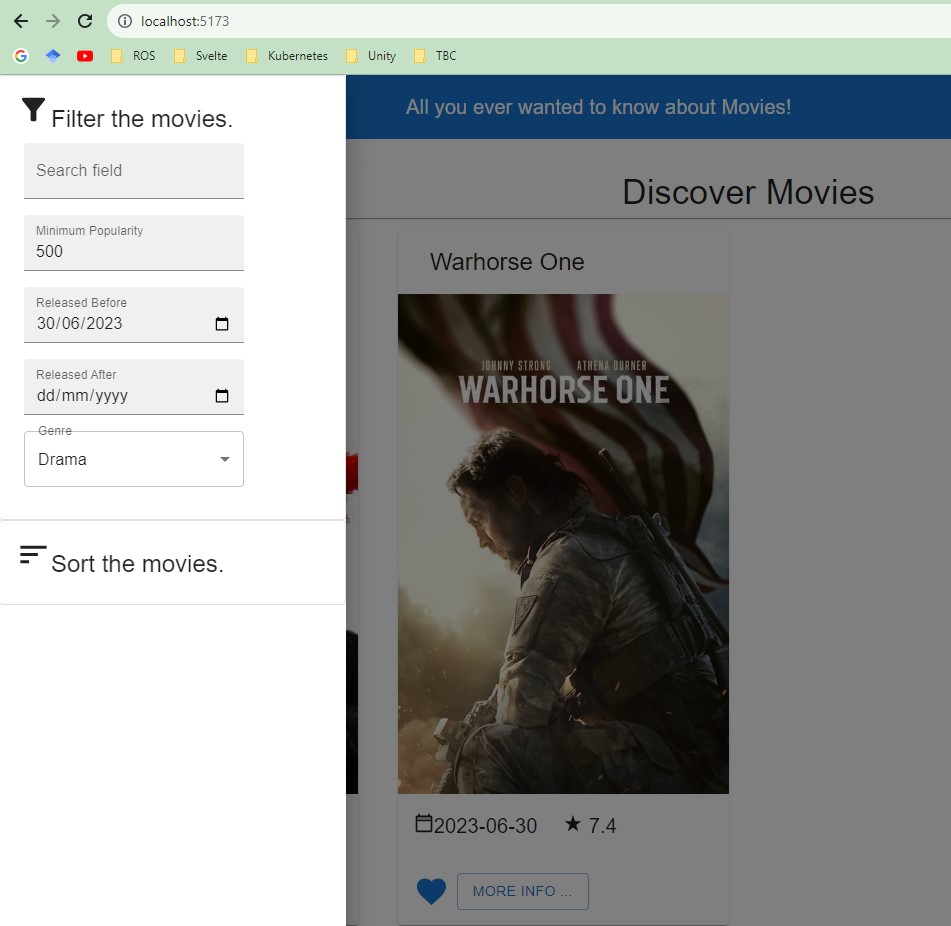 localhost:5173
ROS Svelte Kubernetes Unity TBC
All you ever wanted to know about Movies!
Filter the movies.
Search field
Minimum Popularity
500
Released Before
30/06/2023
Released After
dd/mm/yyyy
Genre
Drama
Sort the movies.
Discover Movies
Warhorse One
JOHNNY STRONG ATHENA DURNER
WARHORSE ONE
2023-06-30 7.4
MORE INFO ...